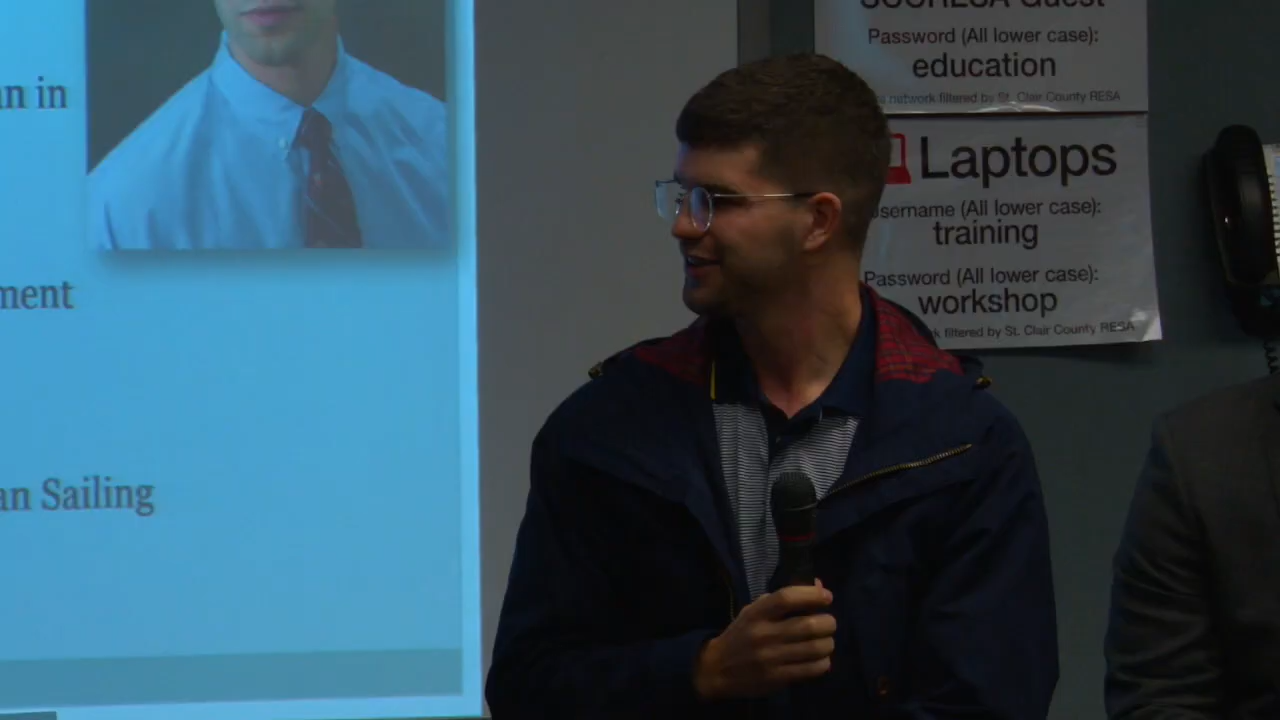 an in
ment
an Sailing
Guest
Password (All lower case):
education
network filtered by St. Clair County RESA
Laptops
Username (All lower case):
training
Password (All lower case):
workshop
filtered by St. Clair County RESA